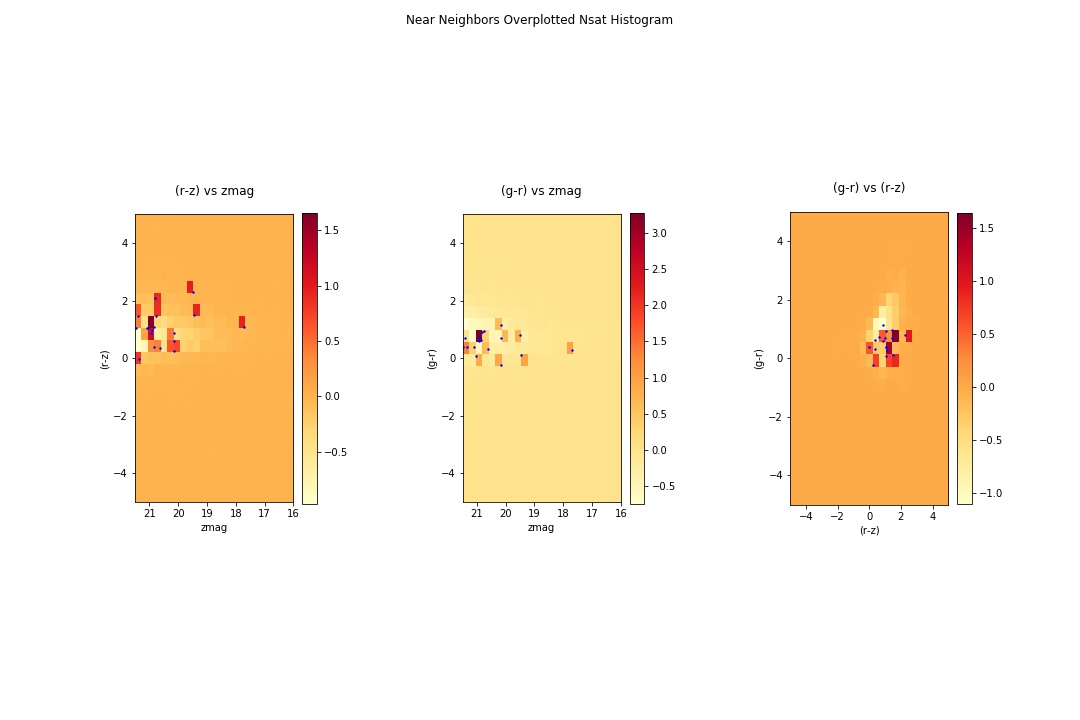 Near Neighbors Overplotted Nsat Histogram
(r-z) vs zmag
4
2
0
−2
−4
(r-z)
21 20 19 18 17 16
zmag
1.5
1.0
0.5
0.0
−0.5
(g-r) vs zmag
4
2
0
−2
−4
(g-r)
21 20 19 18 17 16
zmag
3.0
2.5
2.0
1.5
1.0
0.5
0.0
−0.5
(g-r) vs (r-z)
4
2
0
−2
−4
(g-r)
−4 −2 0 2 4
(r-z)
1.5
1.0
0.5
0.0
−0.5
−1.0